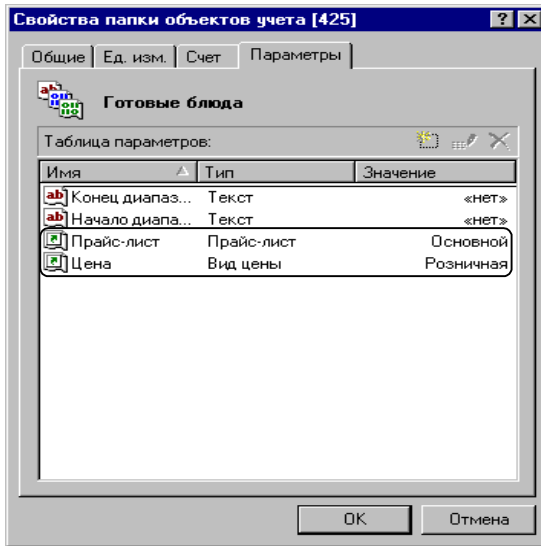 Свойства папки объектов учета [425]
Общие Ед. изм. Счет Параметры
Готовые блюда
Таблица параметров:
Имя Тип Значение
Конец диапаз... Текст «нет»
Начало диапа... Текст «нет»
Прайс-лист Прайс-лист Основной
Цена Вид цены Розничная
OK Отмена